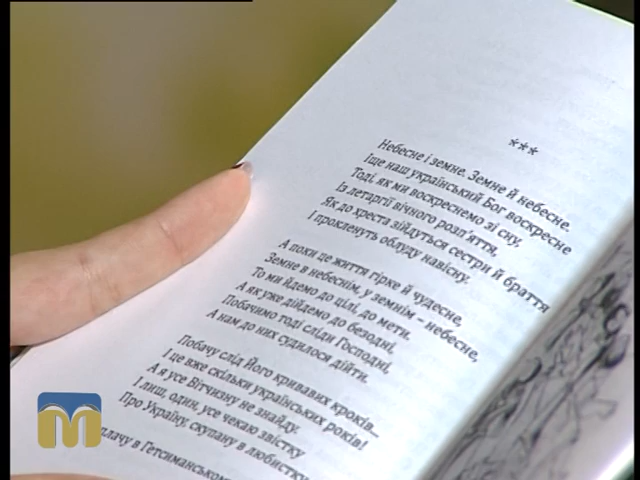 ***
Небесне і земне. Земне й небесне.
Іще наш український Бог воскресне
Тоді, як ми воскреснемо зі сну,
Із летаргії вічного розп'яття,
Як до хреста зійдуться сестри й браття
І прокленуть облуду навісну.
А поки це життя гірке й чудесне,
Земне в небеснім, у земнім – небесне,
То ми йдемо до цілі, до мети.
А як уже дійдемо до безодні,
Побачимо тоді сліди Господні,
А нам до них судилося дійти.
Побачу слід Його кривавих кроків...
І це вже скільки українських років!
А я усе Вітчизну не знайду.
І лиш, один, усе чекаю звістку
Про Україну, скупану в любистку
плачу в Гетсиманському
М